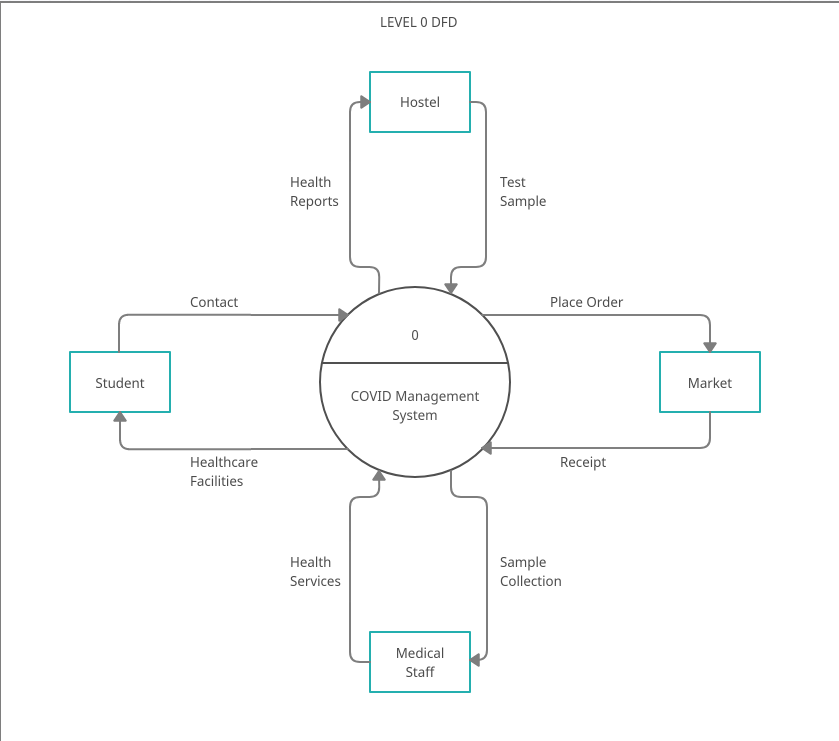 LEVEL 0 DFD
Hostel
Health
Reports
Test
Sample
Contact
Place Order
0
Student
COVID Management
System
Market
Healthcare
Facilities
Receipt
Health
Services
Sample
Collection
Medical
Staff